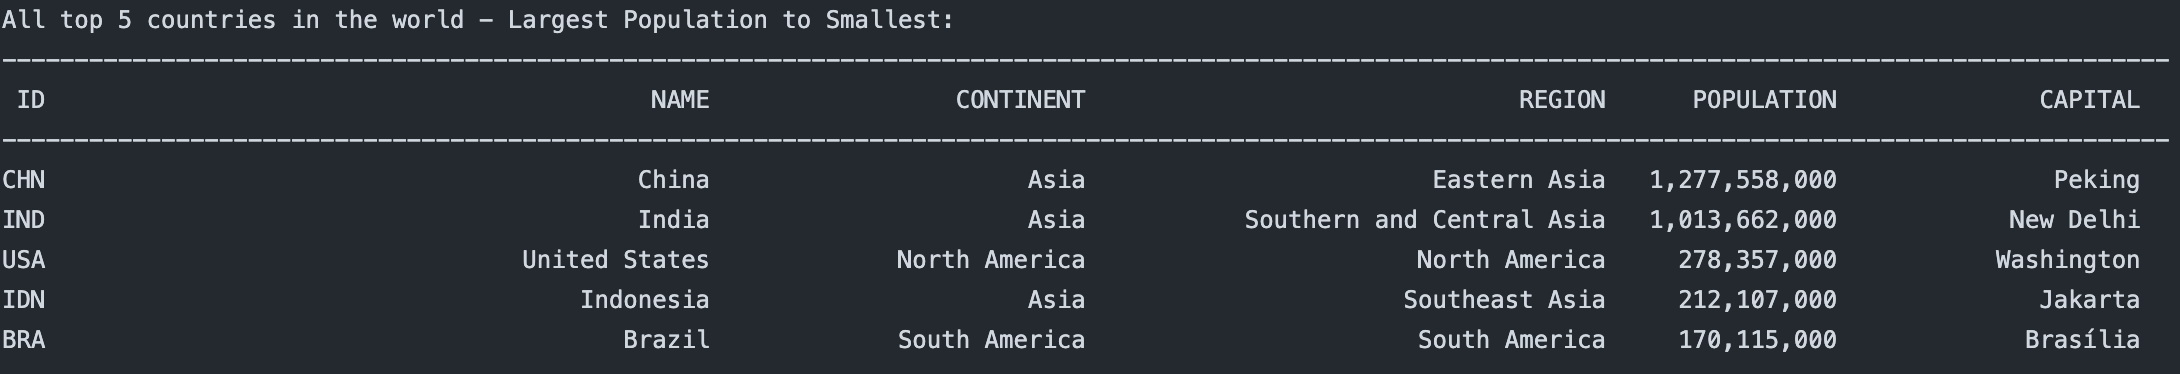 All top 5 countries in the world – Largest Population to Smallest:
ID NAME CONTINENT REGION POPULATION CAPITAL
CHN China Asia Eastern Asia 1,277,558,000 Peking
IND India Asia Southern and Central Asia 1,013,662,000 New Delhi
USA United States North America North America 278,357,000 Washington
IDN Indonesia Asia Southeast Asia 212,107,000 Jakarta
BRA Brazil South America South America 170,115,000 Brasília